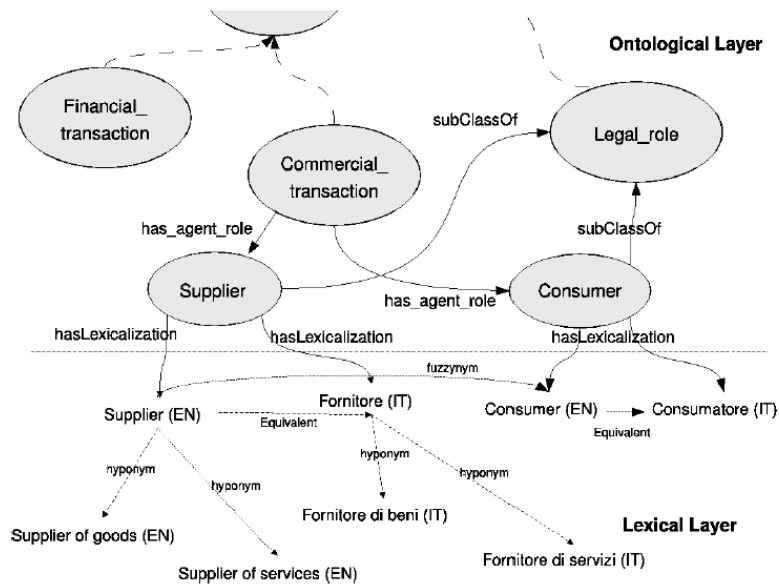 Ontological Layer
Financial_
transaction
subClassOf
Legal_role
Commercial_
transaction
has_agent_role
subClassOf
Supplier
has_agent_role
Consumer
hasLexicalization
hasLexicalization
hasLexicalization
fuzzynym
Supplier (EN)
Equivalent
Fornitore (IT)
Consumer (EN)
Equivalent
Consumatore (IT)
hyponym
hyponym
hyponym
hyponym
Supplier of goods (EN)
Fornitore di beni (IT)
Lexical Layer
Supplier of services (EN)
Fornitore di servizi (IT)